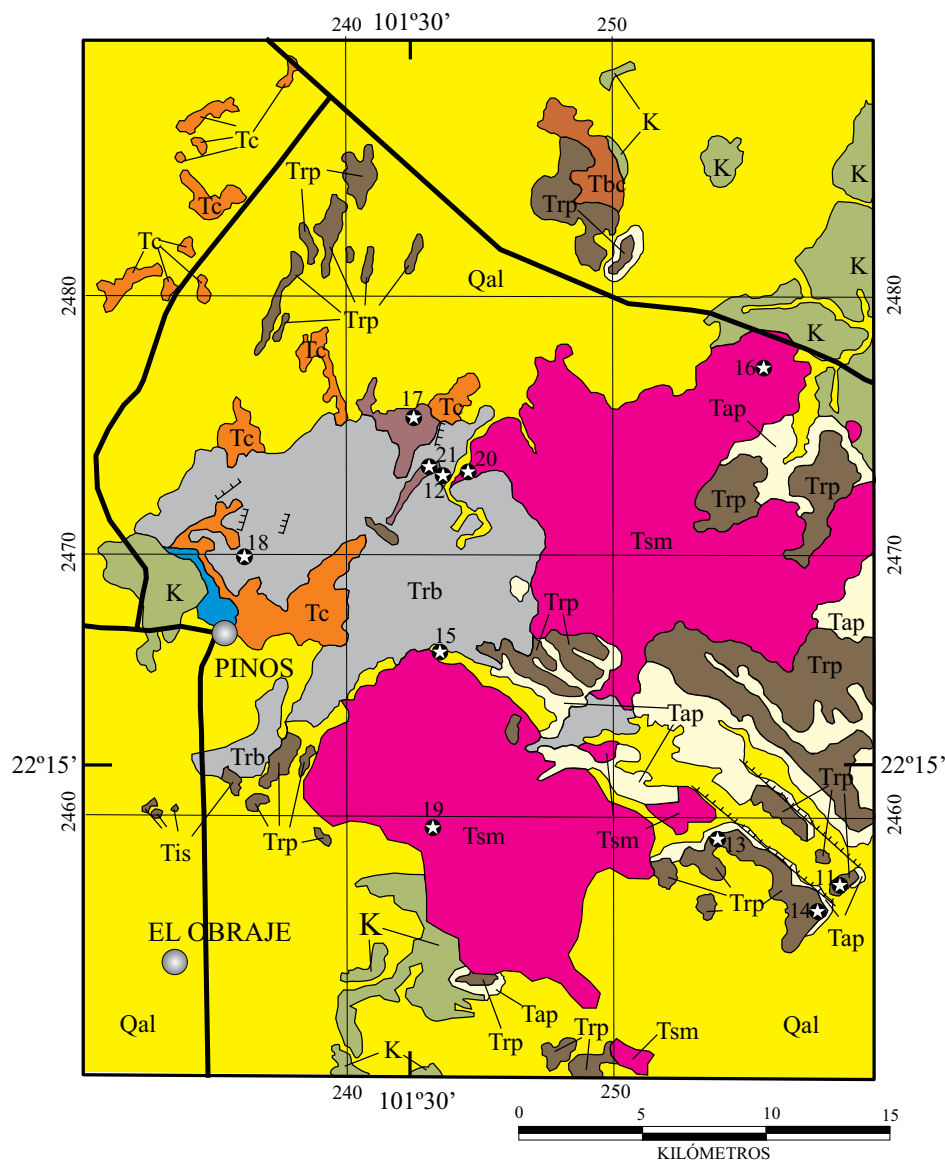 240
101º30'
250
K
Tc
K
Trp
K
K
Tbc
Tc
Trp
Tc
K
Qal
2480
2480
Trp
K
Tc
16
Tap
17
Tc
Tc
20
21
Trp
Trp
12
Tsm
2470
18
2470
K
Trb
Trp
Tc
Tap
15
Trp
PINOS
Tap
Trb
22º15'
22º15'
Trp
2460
19
2460
Tsm
Tsm
Tis
Trp
13
11
Trp
14
K
EL OBRAJE
Tap
Tap
Qal
Trp
Trp
Tsm
Qal
K
240
250
101º30'
0
5
10
15
KILÓMETROS